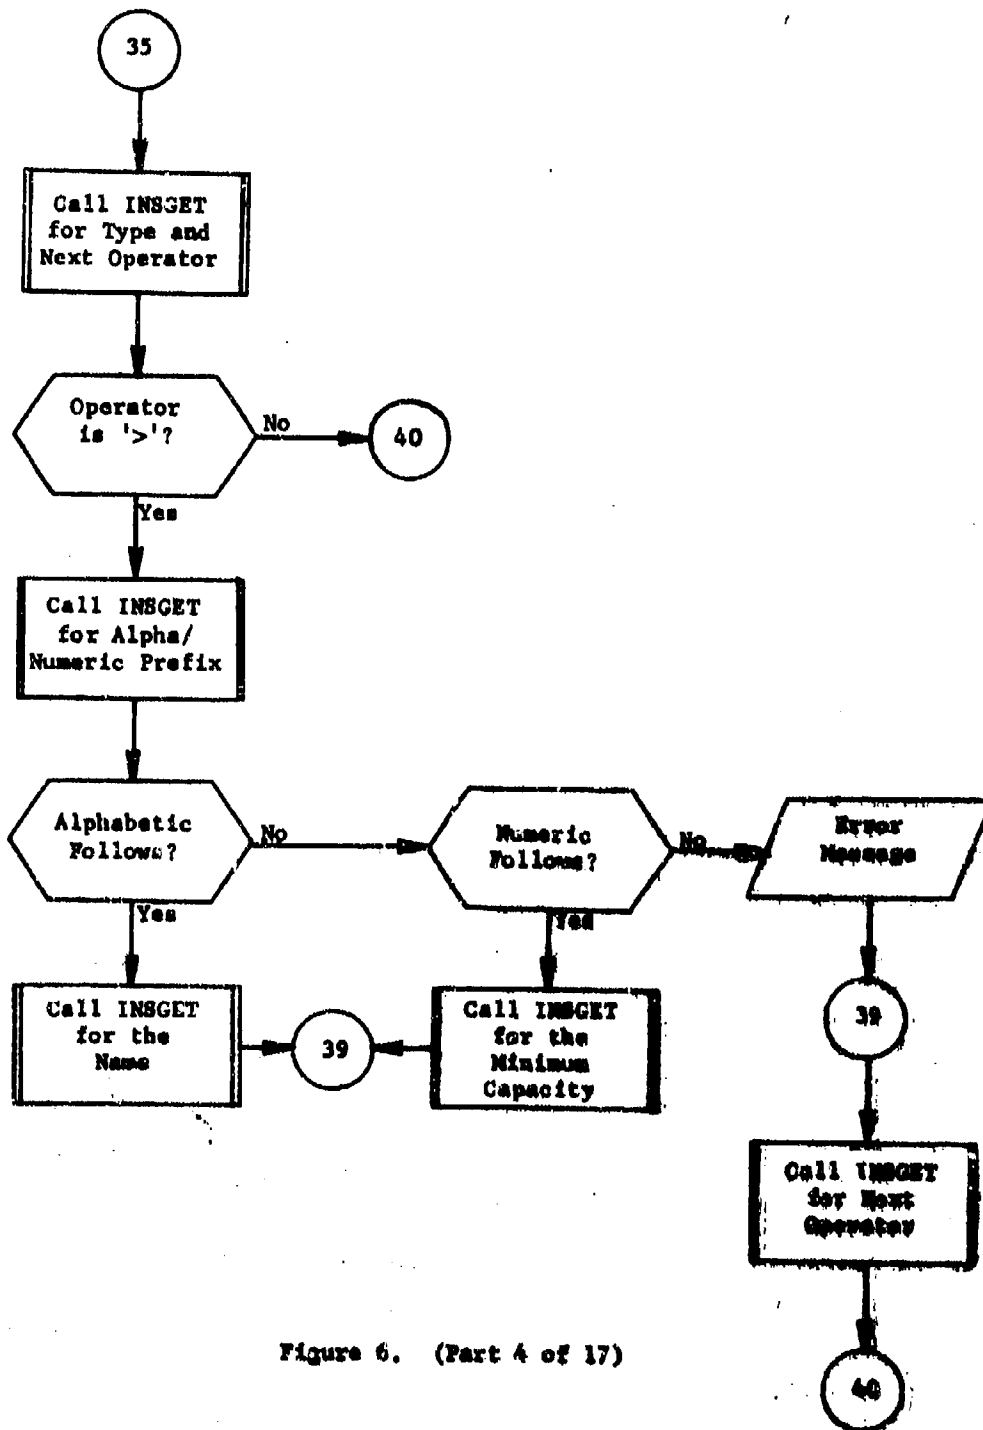 35
Call INSGET
for Type and
Next Operator
Operator
is '>'?
No
40
Yes
Call INSGET
for Alpha/
Numeric Prefix
Alphabetic
Follows?
No
Numeric
Follows?
No
Error
Message
Yes
Yes
39
Call INSGET
for the
Name
39
Call INSGET
for the
Minimum
Capacity
Call INSGET
for Next
Operator
Figure 6. (Part 4 of 17)
40